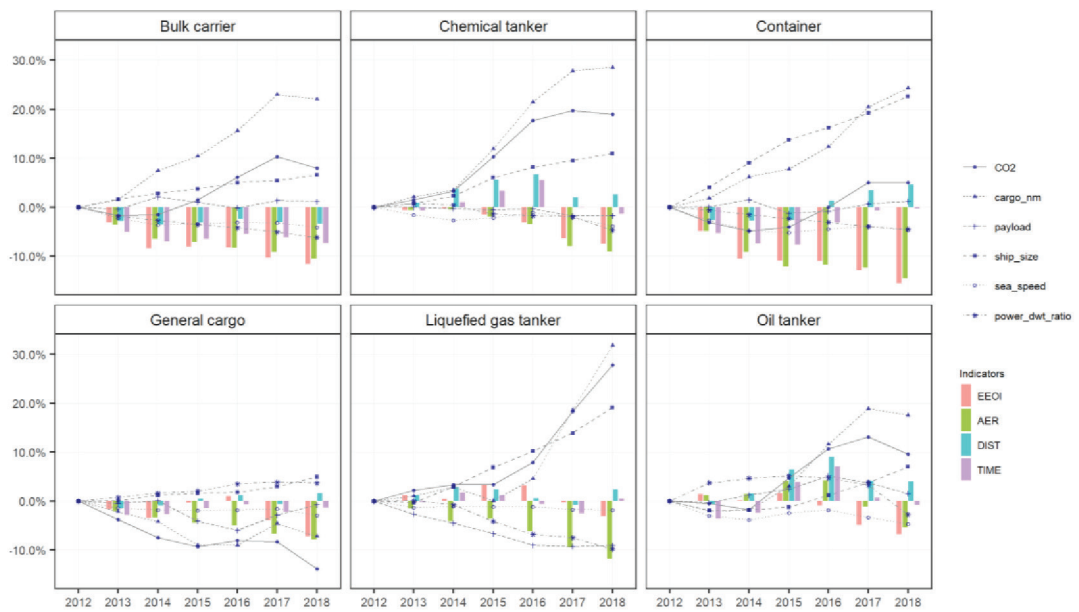 Bulk carrier
Chemical tanker
Container
30.0%
20.0%
10.0%
0.0%
-10.0%
General cargo
Liquefied gas tanker
Oil tanker
30.0%
20.0%
10.0%
0.0%
-10.0%
2012 2013 2014 2015 2016 2017 2018
2012 2013 2014 2015 2016 2017 2018
2012 2013 2014 2015 2016 2017 2018
CO2
cargo_nm
payload
ship_size
sea_speed
power_dwt_ratio
Indicators
EEOI
AER
DIST
TIME